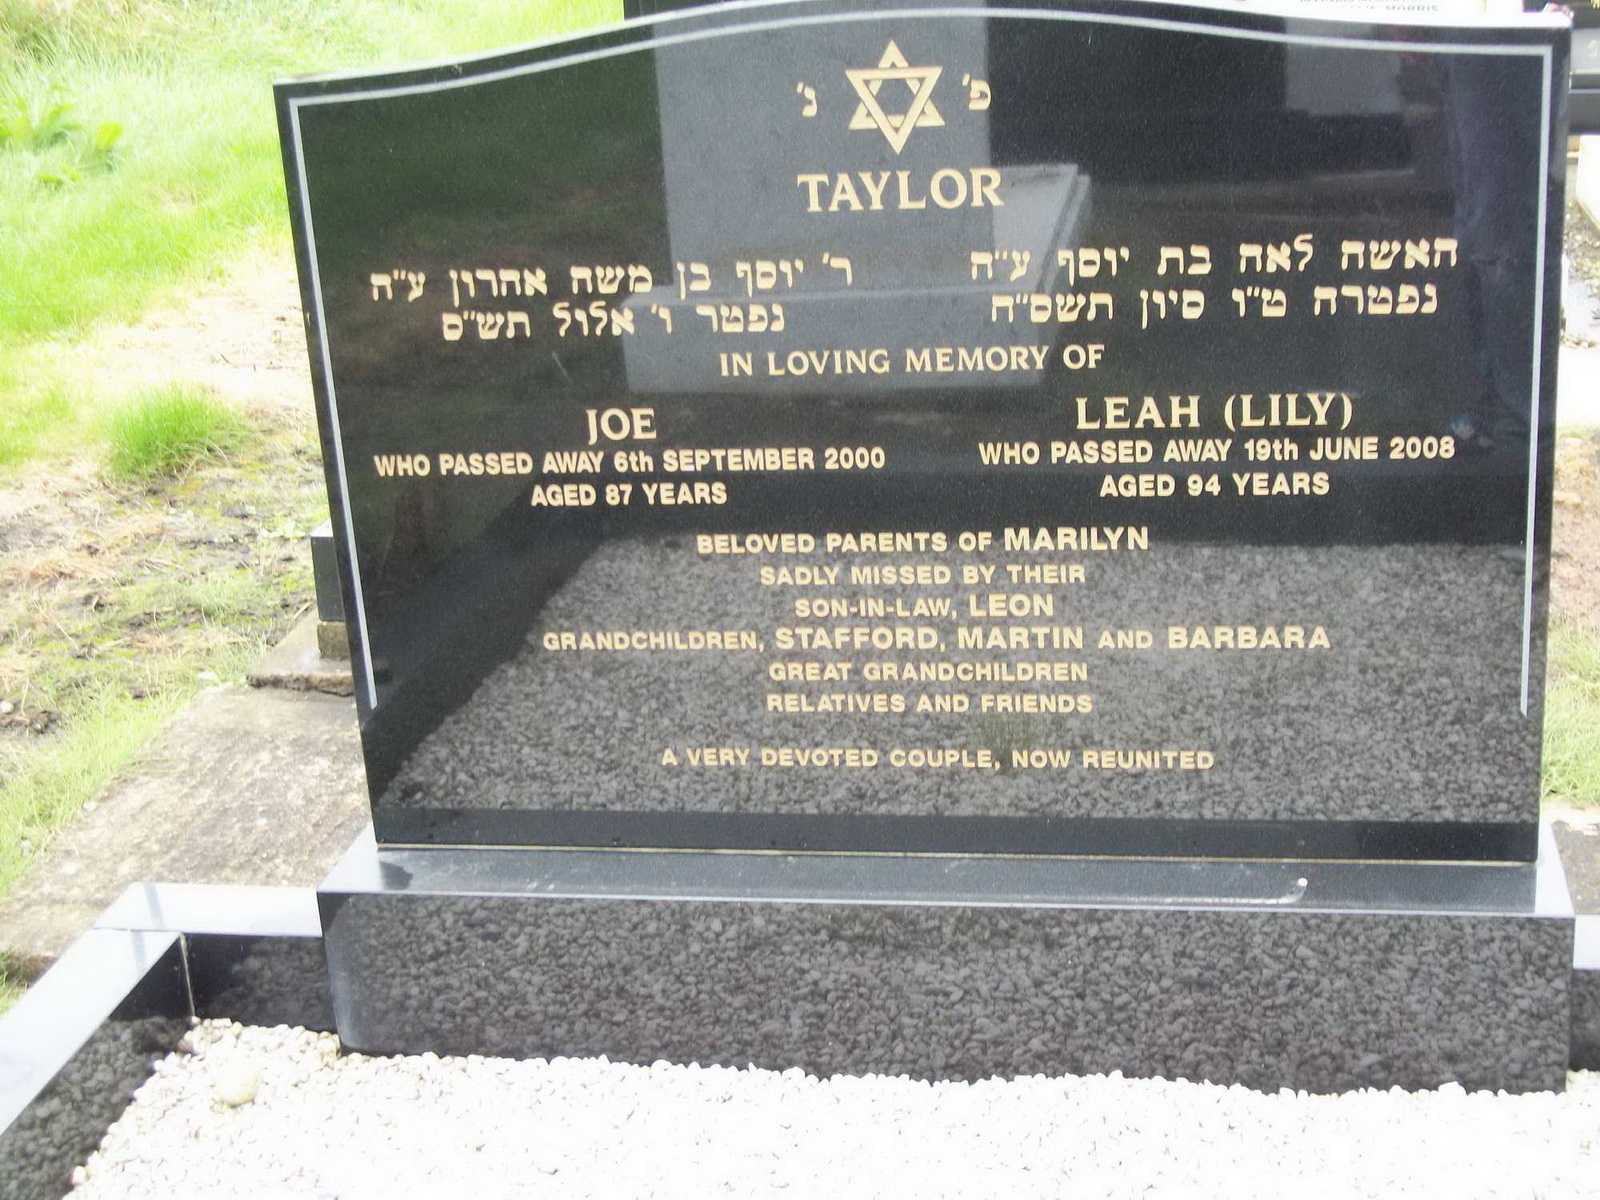 פ' נ'
TAYLOR
האשה לאה בת יוסף ע"ה
נפטרה ט"ו סיון תשס"ח
ר' יוסף בן משה אהרון ע"ה
נפטר ו' אלול תש"ס
IN LOVING MEMORY OF
JOE
WHO PASSED AWAY 6th SEPTEMBER 2000
AGED 87 YEARS
LEAH (LILY)
WHO PASSED AWAY 19th JUNE 2008
AGED 94 YEARS
BELOVED PARENTS OF MARILYN
SADLY MISSED BY THEIR
SON-IN-LAW, LEON
GRANDCHILDREN, STAFFORD, MARTIN AND BARBARA
GREAT GRANDCHILDREN
RELATIVES AND FRIENDS
A VERY DEVOTED COUPLE, NOW REUNITED